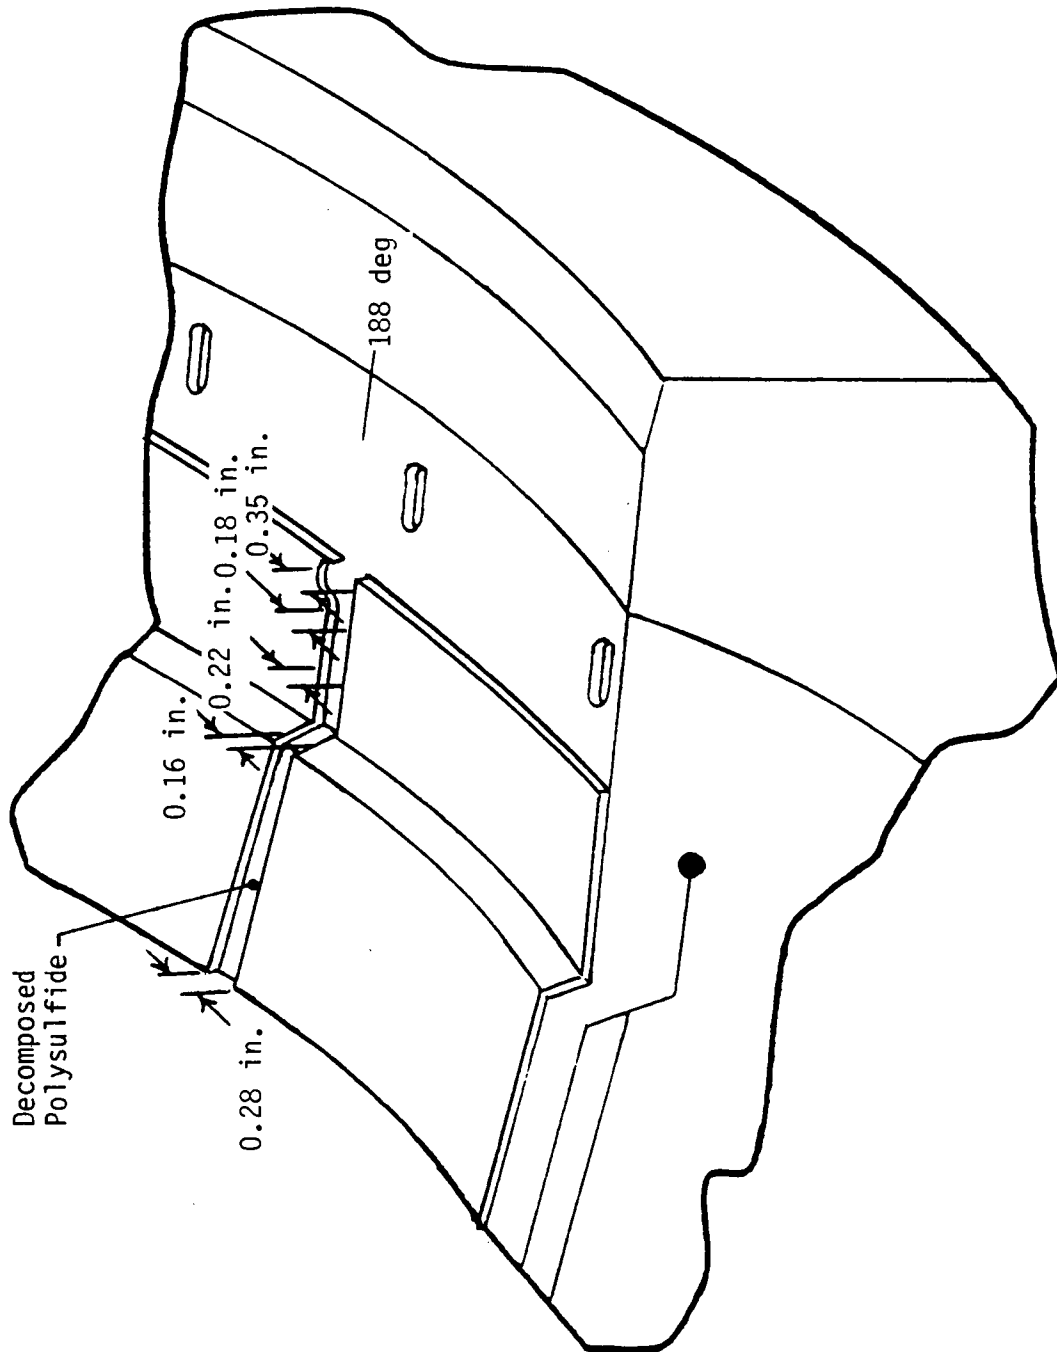 Decomposed
Polysulfide
0.28 in.
0.16 in.
0.22 in.
0.18 in.
0.35 in.
188 deg